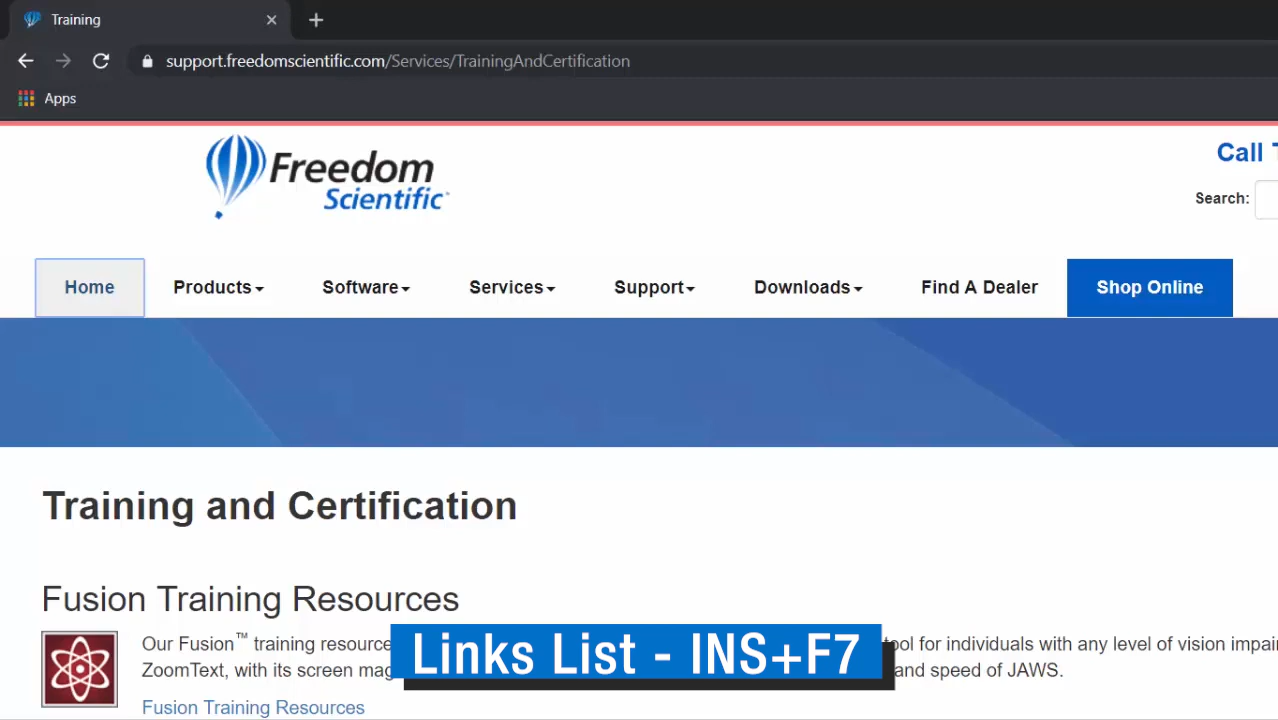 Training
support.freedomscientific.com/Services/TrainingAndCertification
Apps
Freedom
Scientific
Call
Search:
Home Products Software Services Support Downloads Find A Dealer Shop Online
Training and Certification
Fusion Training Resources
Our Fusion™ training resource tool for individuals with any level of vision
ZoomText, with its screen and speed of JAWS.
Links List - INS+F7
Fusion Training Resources